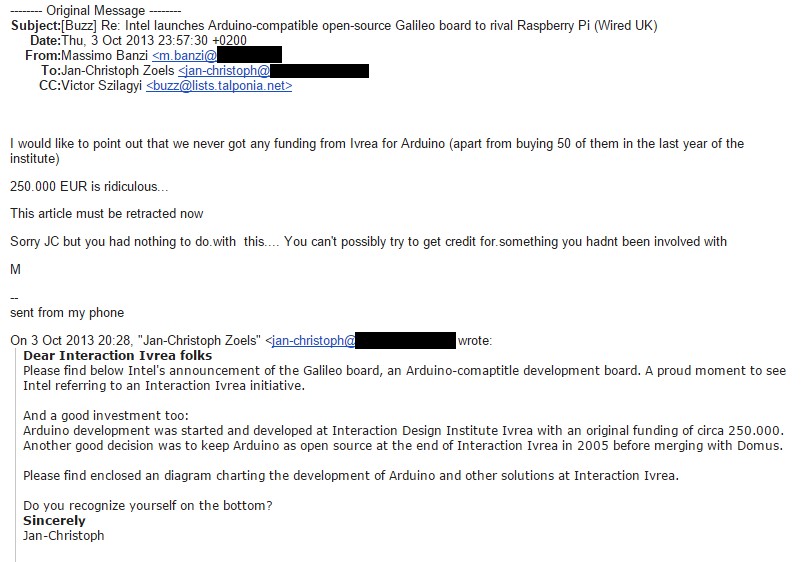 -------- Original Message --------
Subject:[Buzz] Re: Intel launches Arduino-compatible open-source Galileo board to rival Raspberry Pi (Wired UK)
Date:Thu, 3 Oct 2013 23:57:30 +0200
From:Massimo Banzi <m.banzi@
To:Jan-Christoph Zoels <jan-christoph@
CC:Victor Szilagyi <buzz@lists.talponia.net>
I would like to point out that we never got any funding from Ivrea for Arduino (apart from buying 50 of them in the last year of the
institute)
250.000 EUR is ridiculous...
This article must be retracted now
Sorry JC but you had nothing to do.with  this.... You can't possibly try to get credit for.something you hadnt been involved with
M
--
sent from my phone
On 3 Oct 2013 20:28, "Jan-Christoph Zoels" <jan-christoph@ wrote:
Dear Interaction Ivrea folks
Please find below Intel's announcement of the Galileo board, an Arduino-comaptitle development board. A proud moment to see
Intel referring to an Interaction Ivrea initiative.
And a good investment too:
Arduino development was started and developed at Interaction Design Institute Ivrea with an original funding of circa 250.000.
Another good decision was to keep Arduino as open source at the end of Interaction Ivrea in 2005 before merging with Domus.
Please find enclosed an diagram charting the development of Arduino and other solutions at Interaction Ivrea.
Do you recognize yourself on the bottom?
Sincerely
Jan-Christoph